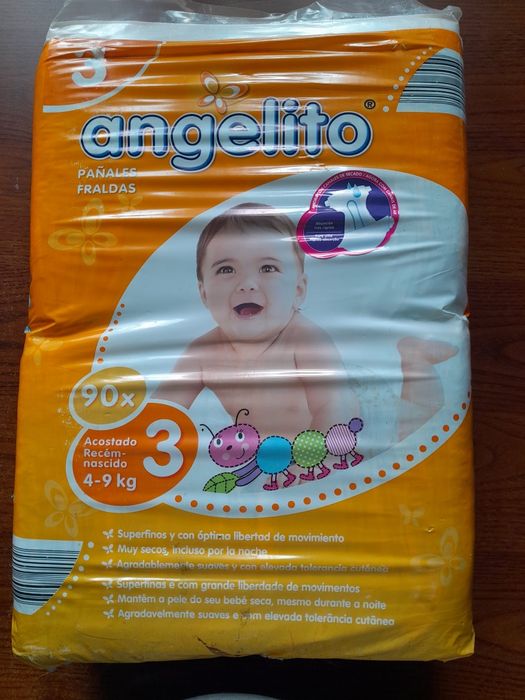 3
angelito®
PAÑALES
FRALDAS
90x
Acostado
Recém-
nascido
4-9 kg
3
Superfinos y con óptima libertad de movimiento
Muy secos, incluso por la noche
Agradablemente suaves y con elevada tolerancia cutánea
Superfinas e com grande liberdade de movimentos
Mantêm a pele do seu bebé seca, mesmo durante a noite
Agradavelmente suaves e com elevada tolerância cutânea